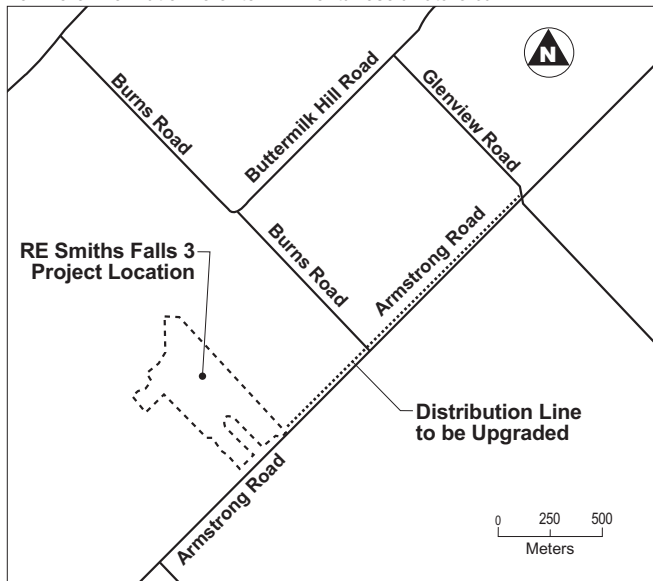 N
Burns Road
Buttermilk Hill Road
Glenview Road
RE Smiths Falls 3
Project Location
Burns Road
Armstrong Road
Distribution Line
to be Upgraded
Armstrong Road
0 250 500
Meters